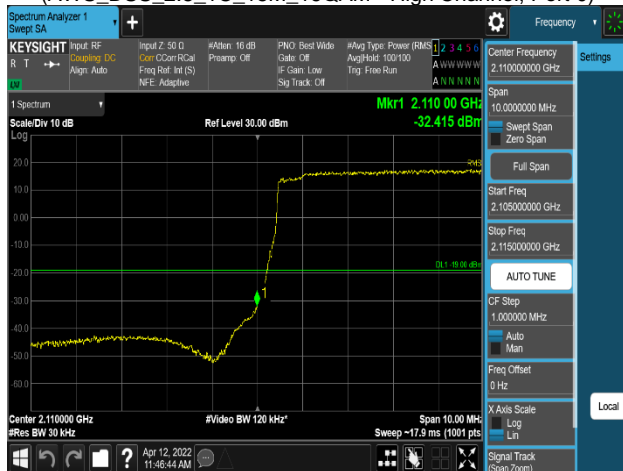 Spectrum Analyzer 1
Swept SA
Frequency
KEYSIGHT
R T
Input: RF
Coupling: DC
Align: Auto
Input Z: 50 Ω
Corr CCorr RCal
Freq Ref: Int (S)
NFE: Adaptive
#Atten: 16 dB
Preamp: Off
PNO: Best Wide
Gate: Off
IF Gain: Low
Sig Track: Off
#Avg Type: Power (RMS
Avg|Hold: 100/100
Trig: Free Run
1 2 3 4 5 6
A W W W W W
A N N N N N
1 Spectrum
Scale/Div 10 dB
Log
Ref Level 30.00 dBm
Mkr1 2.110 00 GHz
-32.415 dBm
RMS
20.0
10.0
0.00
-10.0
DL1 -19.00 dBm
-20.0
-30.0
1
-40.0
-50.0
-60.0
Center 2.110000 GHz
#Res BW 30 kHz
#Video BW 120 kHz*
Span 10.00 MHz
Sweep ~17.9 ms (1001 pts
Apr 12, 2022
11:46:44 AM
Center Frequency
2.110000000 GHz
Settings
Span
10.0000000 MHz
Swept Span
Zero Span
Full Span
Start Freq
2.105000000 GHz
Stop Freq
2.115000000 GHz
AUTO TUNE
CF Step
1.000000 MHz
Auto
Man
Freq Offset
0 Hz
X Axis Scale
Log
Lin
Local
Signal Track
(Span Zoom)